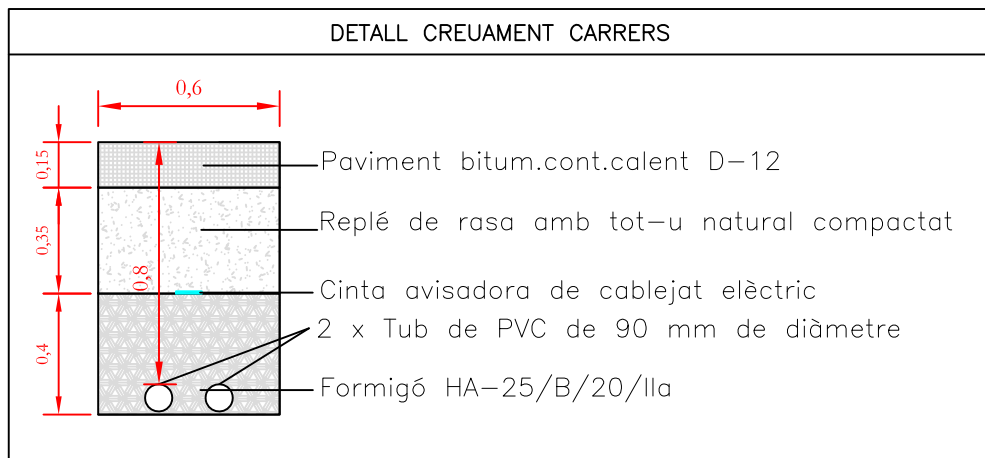 DETALL CREUAMENT CARRERS
0,6
0,15
Paviment bitum.cont.calent D-12
0,35
Replé de rasa amb tot-u natural compactat
0,8
Cinta avisadora de cablejat elèctric
2 x Tub de PVC de 90 mm de diàmetre
0,4
Formigó HA-25/B/20/IIa